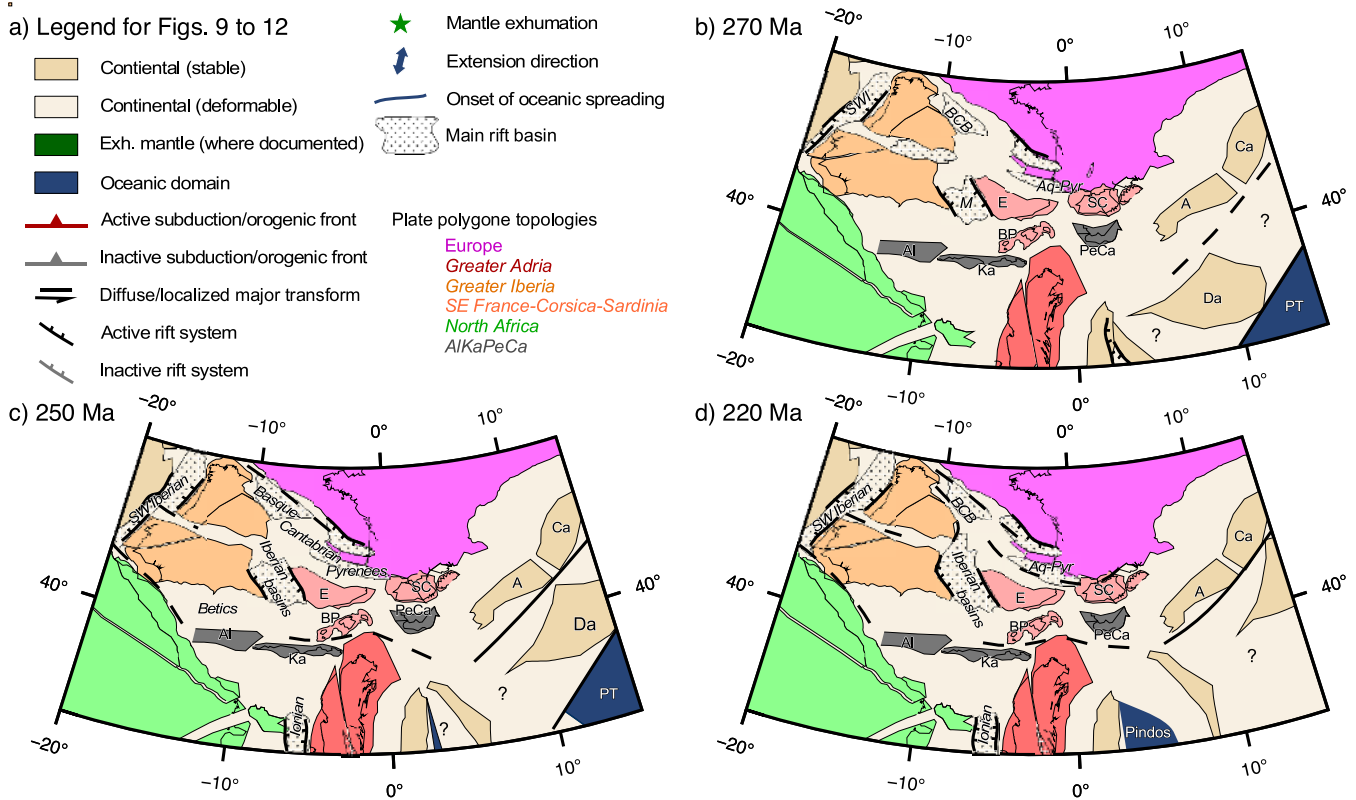 a) Legend for Figs. 9 to 12
Contiental (stable)
Continental (deformable)
Exh. mantle (where documented)
Oceanic domain
Active subduction/orogenic front
Inactive subduction/orogenic front
Diffuse/localized major transform
Active rift system
Inactive rift system
Mantle exhumation
Extension direction
Onset of oceanic spreading
Main rift basin
Plate polygone topologies
Europe
Greater Adria
Greater Iberia
SE France-Corsica-Sardinia
North Africa
AlKaPeCa
b) 270 Ma
−20°
−10°
0°
10°
SWI
BCB
Ca
Aq-Pyr
40°
M
E
SC
A
?
40°
BP
PeCa
Al
Ka
Da
PT
?
−20°
−10°
0°
10°
c) 250 Ma
−20°
−10°
0°
10°
SW Iberian
Basque-
Cantabrian
Ca
Iberian
basins
Pyrenées
40°
E
SC
A
40°
Betics
BP
PeCa
Da
Al
Ka
?
PT
Ionian
?
−20°
−10°
0°
10°
d) 220 Ma
−20°
−10°
0°
10°
SW Iberian
BCB
Ca
Iberian
basins
Aq-Pyr
40°
E
SC
A
40°
BP
PeCa
Al
Ka
?
Ionian
Pindos
−20°
−10°
0°
10°